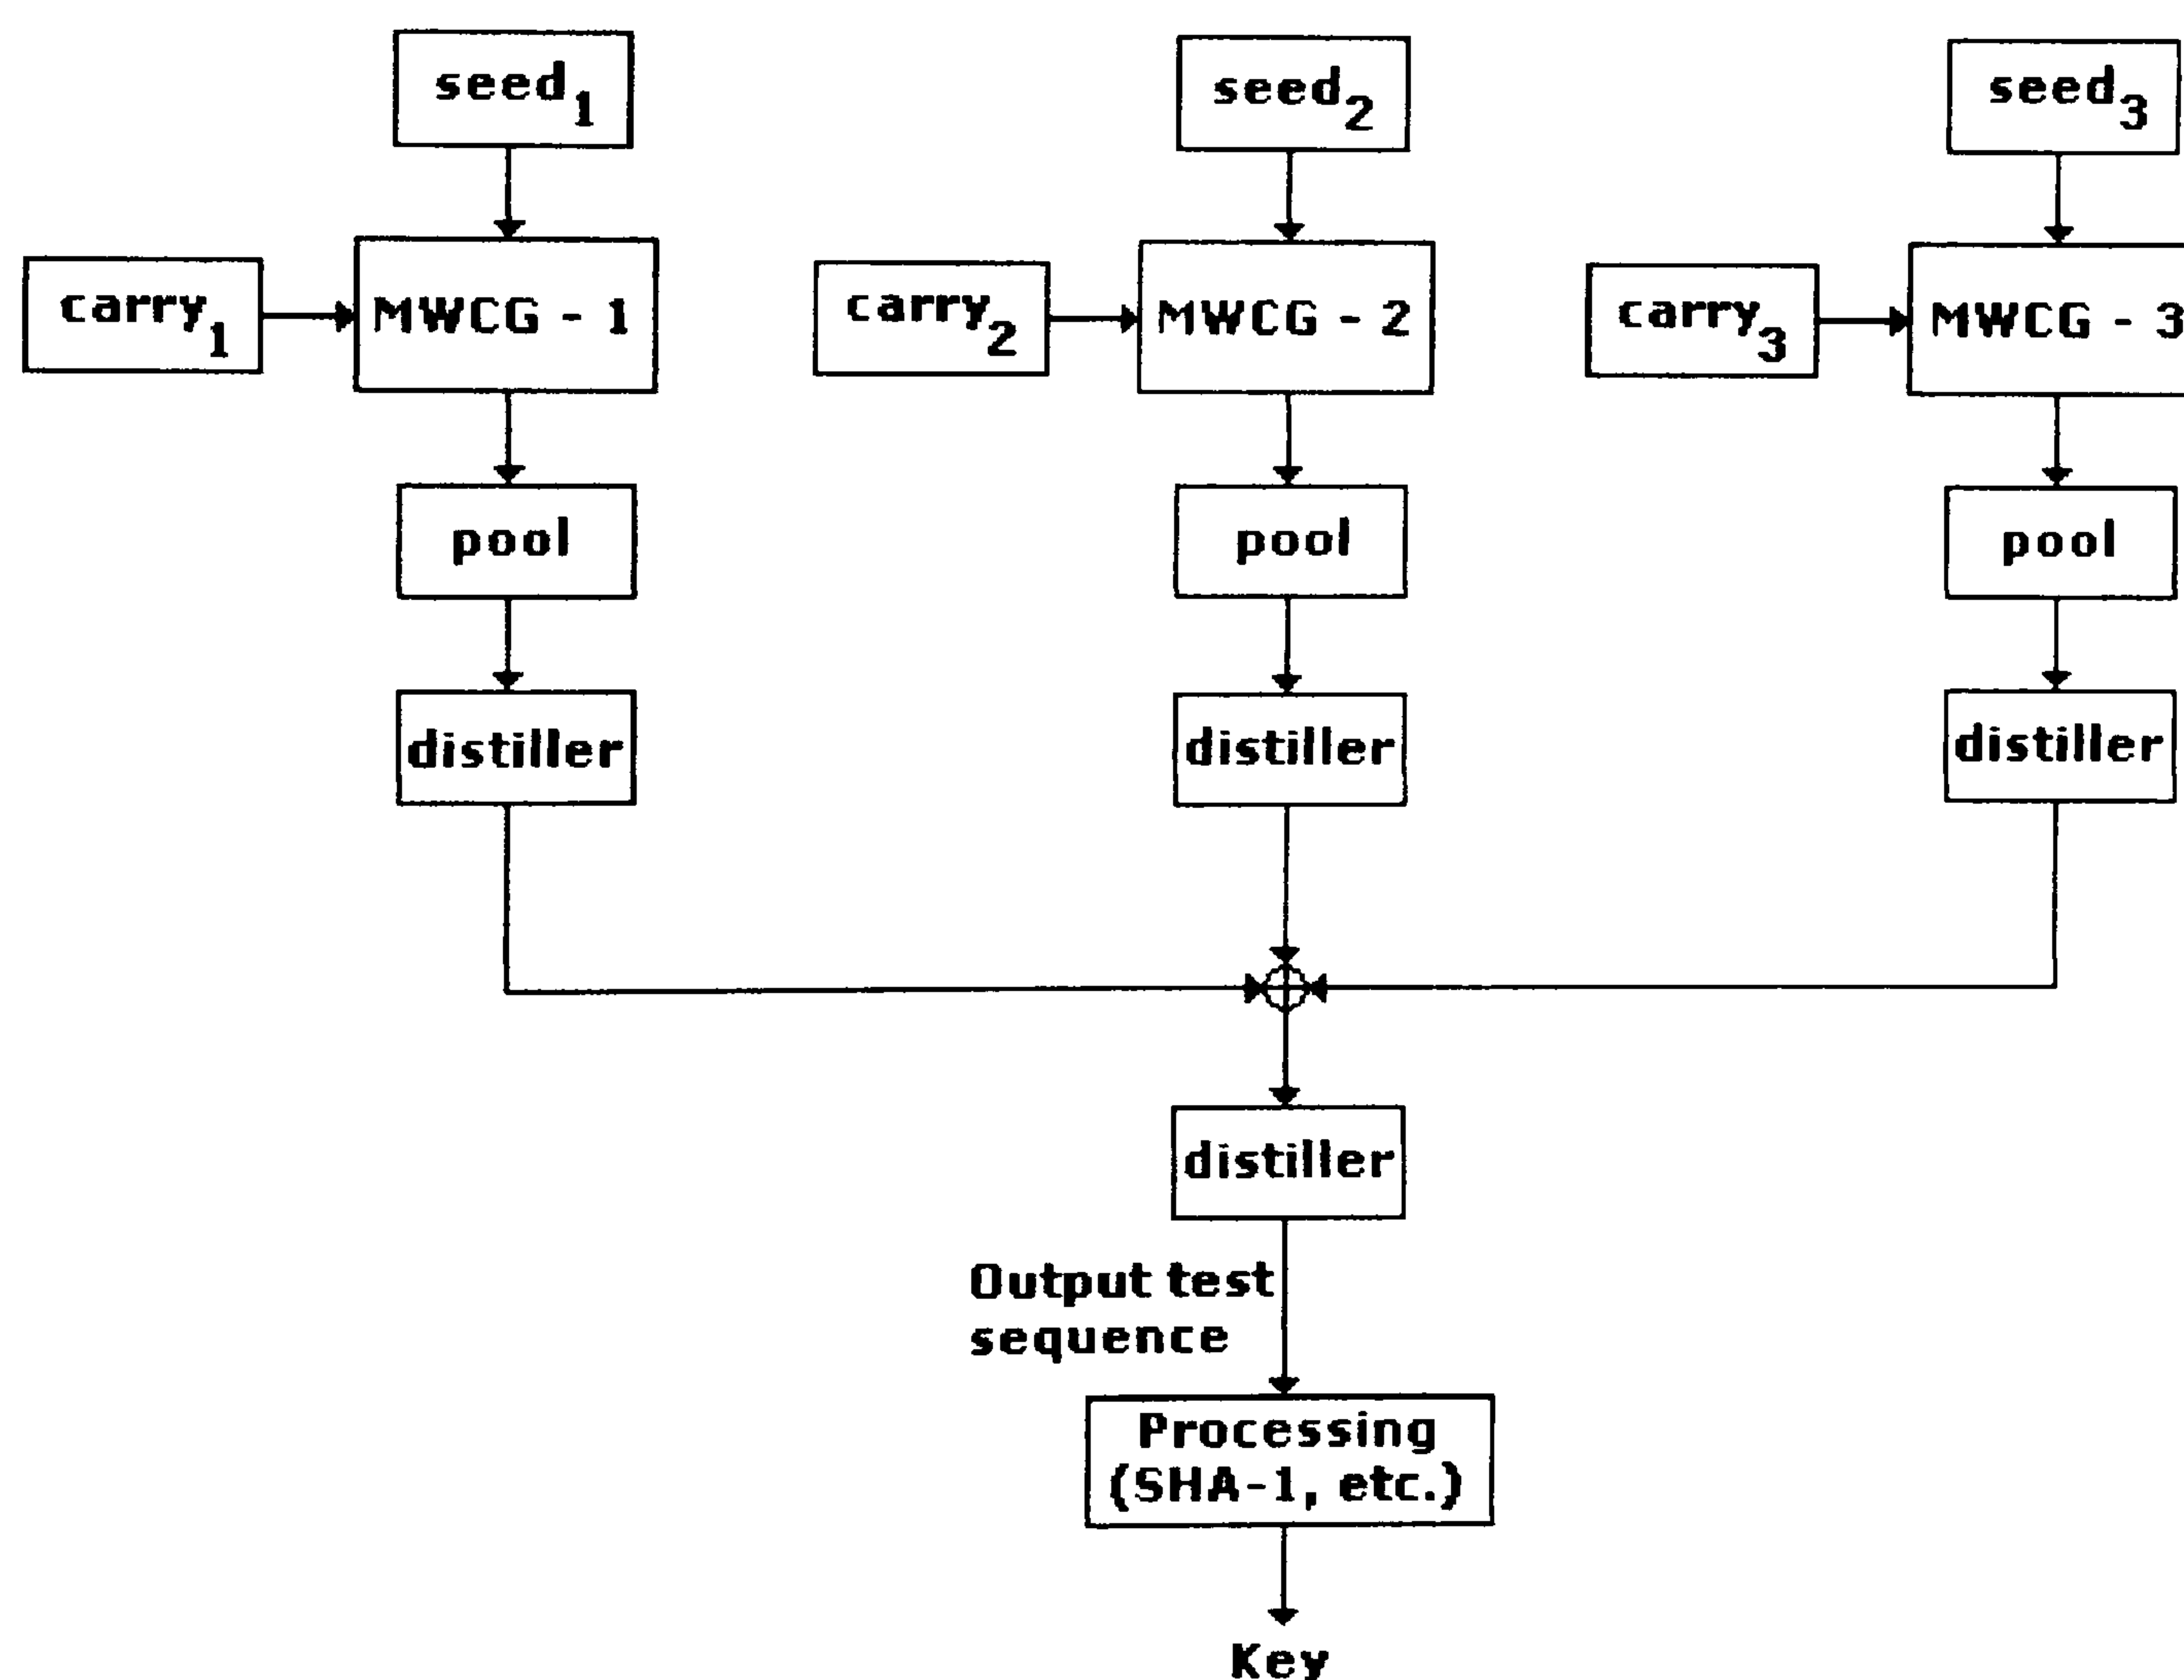 seed1
seed2
seed3
carry1
MWCG - 1
carry2
MWCG - 2
carry3
MWCG - 3
pool
pool
pool
distiller
distiller
distiller
distiller
Output test
sequence
Processing
(SHA-1, etc.)
Key